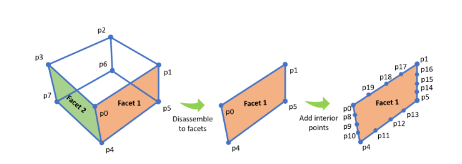 p2
p3
p6
p1
p7
Facet 2
p0
Facet 1
p5
p4
Disassemble
to facets
p1
Facet 1
p0
p5
p4
Add interior
points
p1
p17
p16
p18
p15
p19
p14
p0
Facet 1
p5
p8
p13
p9
p12
p10
p11
p4